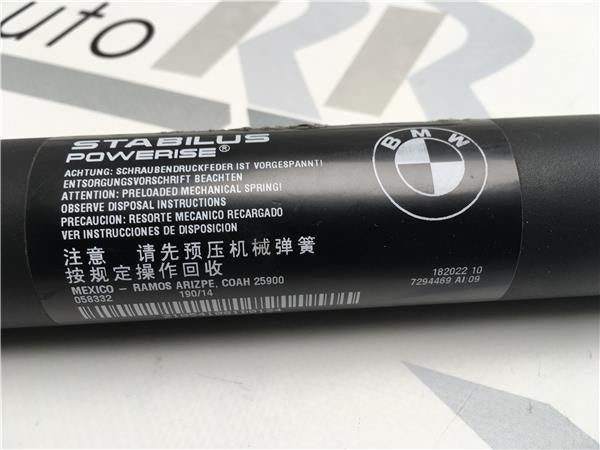 auto RR
STABILUS
POWERISE®
BMW
ACHTUNG: SCHRAUBENDRUCKFEDER IST VORGESPANNT!
ENTSORGUNGSVORSCHRIFT BEACHTEN
ATTENTION: PRELOADED MECHANICAL SPRING!
OBSERVE DISPOSAL INSTRUCTIONS
PRECAUCION: RESORTE MECANICO RECARGADO
VER INSTRUCCIONES DE DISPOSICION
注意 请先预压机械弹簧
按规定操作回收
MEXICO - RAMOS ARIZPE, COAH 25900
058332 190/14
182022 10
7294469 AI:09